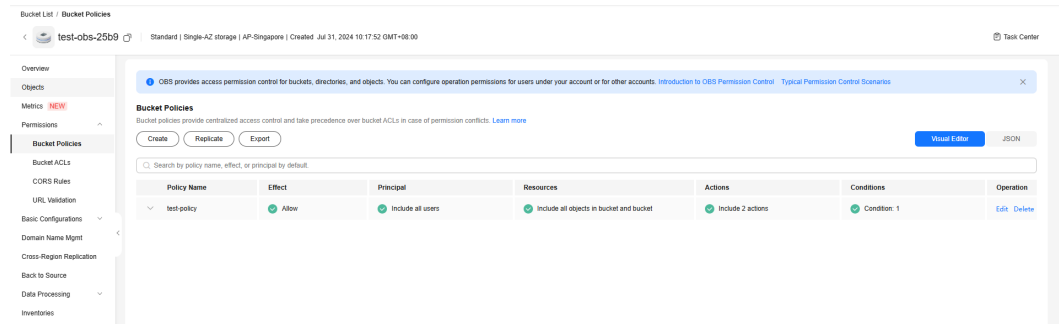 Bucket List / Bucket Policies
test-obs-25b9 Standard | Single-AZ storage | AP-Singapore | Created Jul 31, 2024 10:17:52 GMT+08:00 Task Center
Overview
Objects
Metrics NEW
Permissions
Bucket Policies
Bucket ACLs
CORS Rules
URL Validation
Basic Configurations
Domain Name Mgmt
Cross-Region Replication
Back to Source
Data Processing
Inventories
OBS provides access permission control for buckets, directories, and objects. You can configure operation permissions for users under your account or for other accounts. Introduction to OBS Permission Control Typical Permission Control Scenarios
Bucket Policies
Bucket policies provide centralized access control and take precedence over bucket ACLs in case of permission conflicts. Learn more
Create Replicate Export Visual Editor JSON
Search by policy name, effect, or principal by default.
Policy Name Effect Principal Resources Actions Conditions Operation
test-policy Allow Include all users Include all objects in bucket and bucket Include 2 actions Condition: 1 Edit Delete